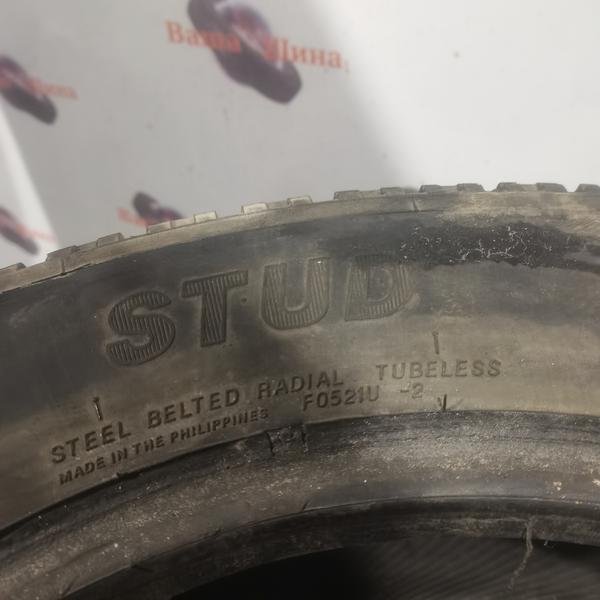 Ваша Шина
STUD
STEEL BELTED RADIAL TUBELESS
MADE IN THE PHILIPPINES F0521U -2